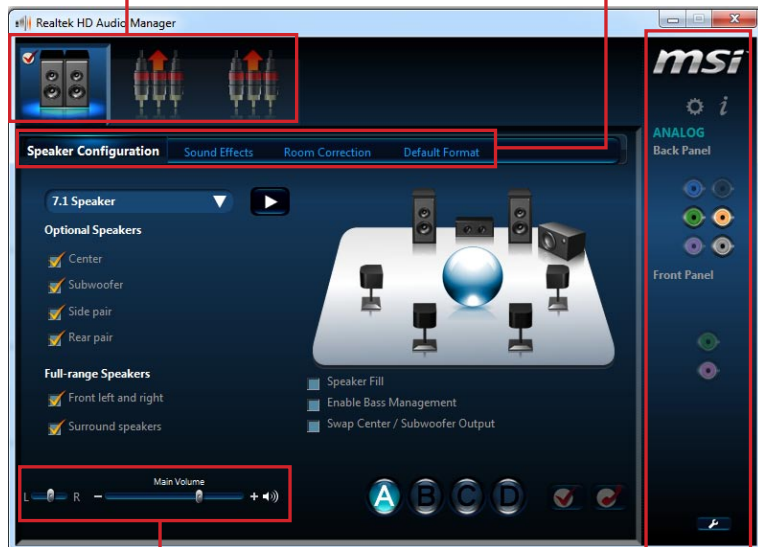 Realtek HD Audio Manager
msi
i
ANALOG
Back Panel
Speaker Configuration
Sound Effects
Room Correction
Default Format
7.1 Speaker
Optional Speakers
Center
Subwoofer
Side pair
Rear pair
Front Panel
Full-range Speakers
Front left and right
Surround speakers
Speaker Fill
Enable Bass Management
Swap Center / Subwoofer Output
Main Volume
L R - +
A B C D